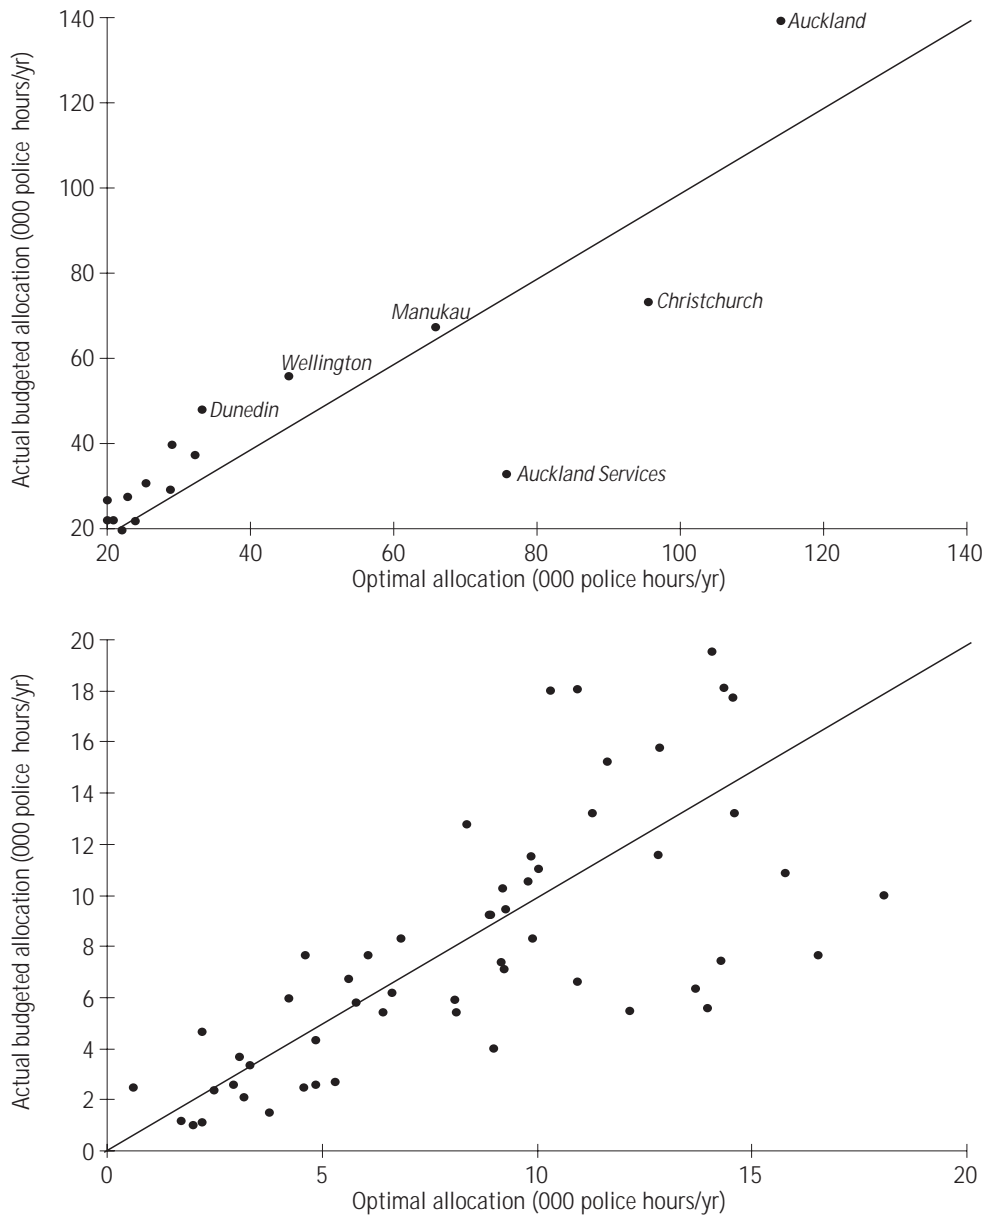 140
Auckland
120
100
80
Christchurch
Manukau
60
Wellington
Dunedin
40
Auckland Services
20
20 40 60 80 100 120 140
Optimal allocation (000 police hours/yr)
Actual budgeted allocation (000 police hours/yr)
20
18
16
14
12
10
8
6
4
2
0
0 5 10 15 20
Optimal allocation (000 police hours/yr)
Actual budgeted allocation (000 police hours/yr)